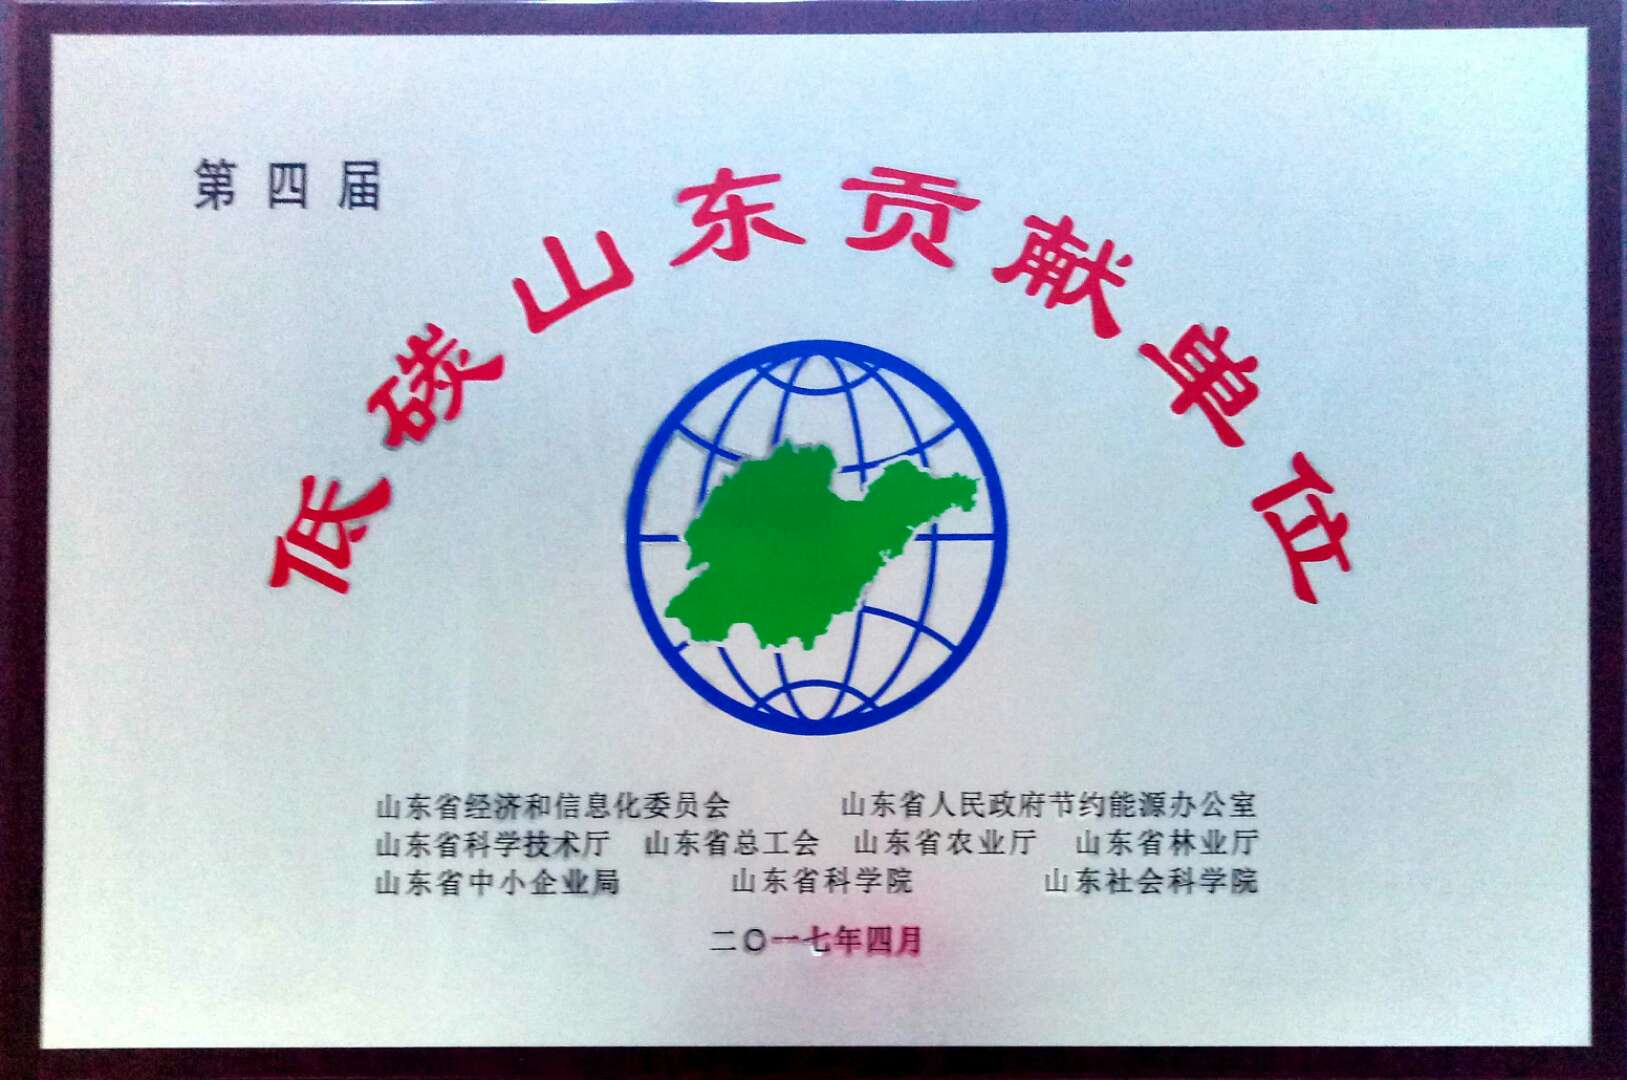 第四届
低碳山东贡献单位
山东省经济和信息化委员会 山东省人民政府节约能源办公室
山东省科学技术厅 山东省总工会 山东省农业厅 山东省林业厅
山东省中小企业局 山东省科学院 山东社会科学院
二〇一七年四月